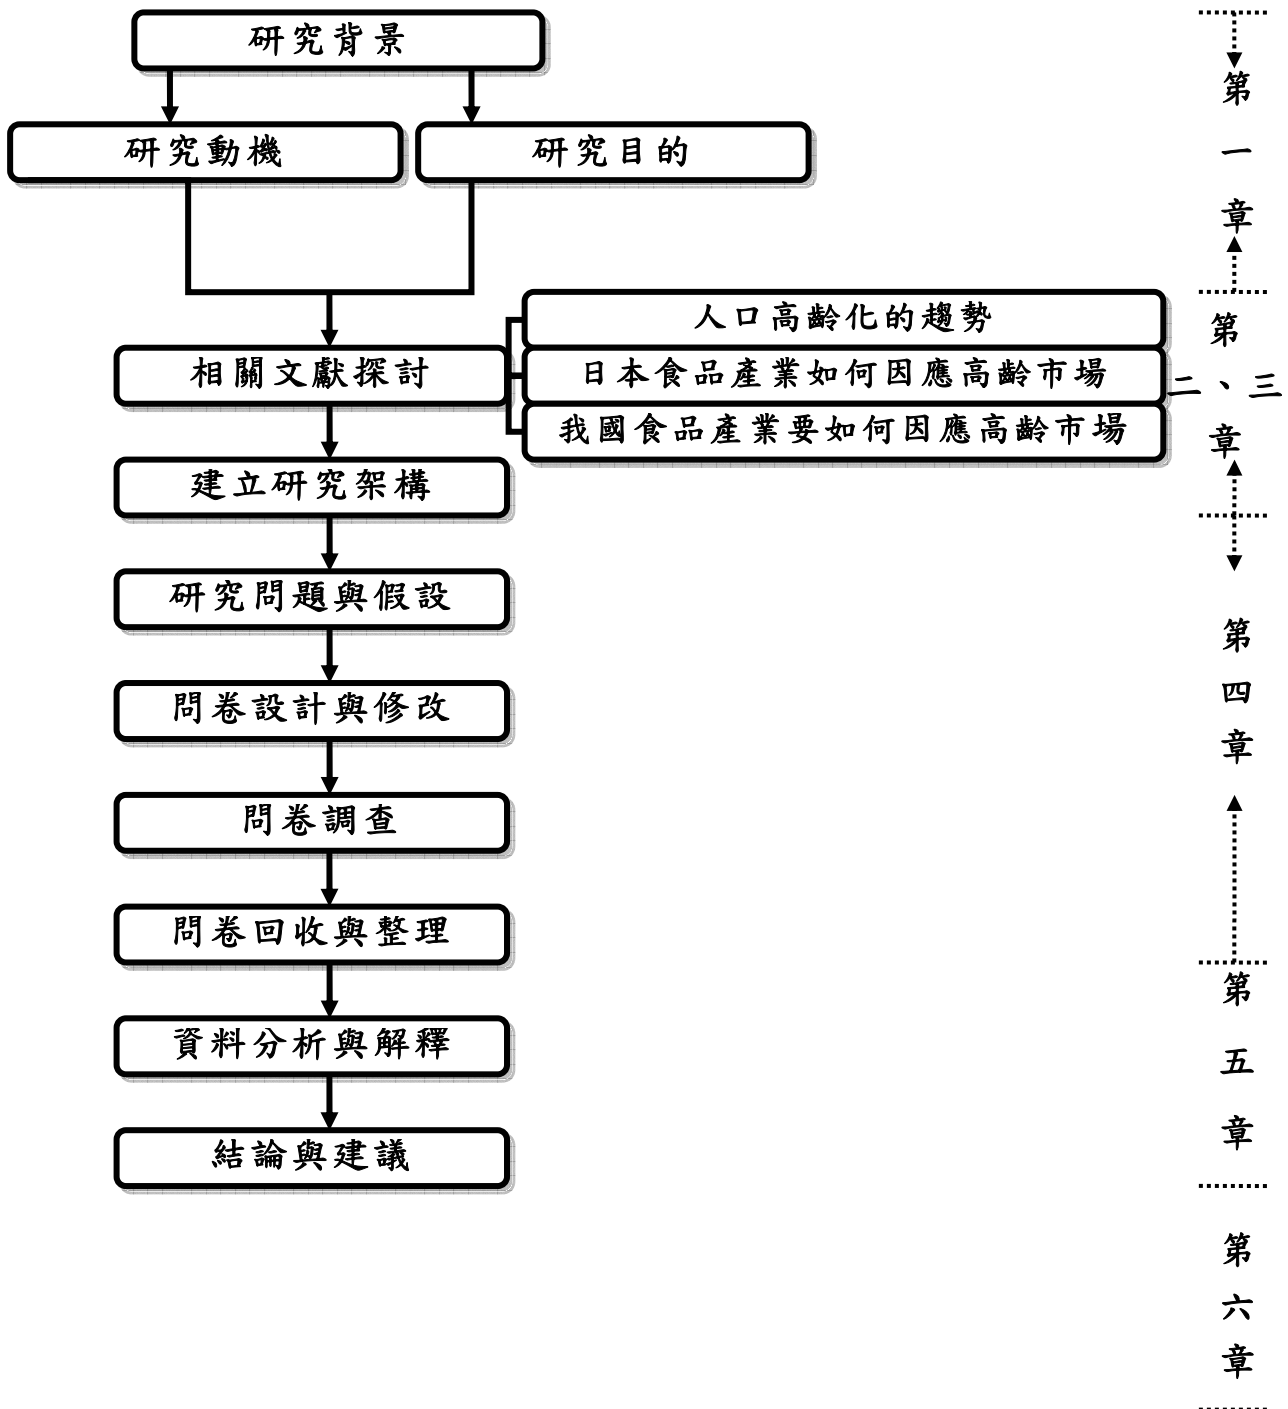 研究背景
研究動機
研究目的
人口高齡化的趨勢
相關文獻探討
日本食品產業如何因應高齡市場
我國食品產業要如何因應高齡市場
建立研究架構
研究問題與假設
問卷設計與修改
問卷調查
問卷回收與整理
資料分析與解釋
結論與建議
第
一
章
第
二、三
章
第
四
章
第
五
章
第
六
章